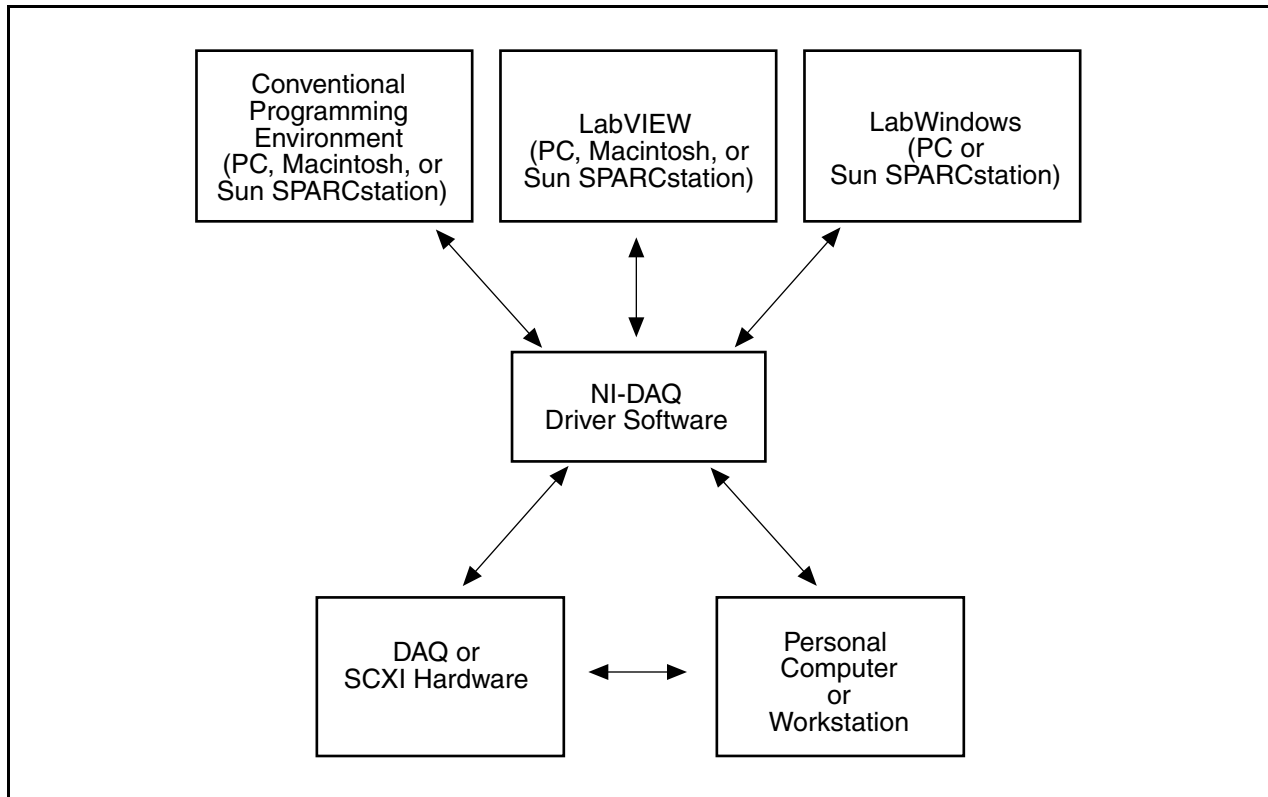 Conventional
Programming
Environment
(PC, Macintosh, or
Sun SPARCstation)
LabVIEW
(PC, Macintosh, or
Sun SPARCstation)
LabWindows
(PC or
Sun SPARCstation)
NI-DAQ
Driver Software
DAQ or
SCXI Hardware
Personal
Computer
or
Workstation